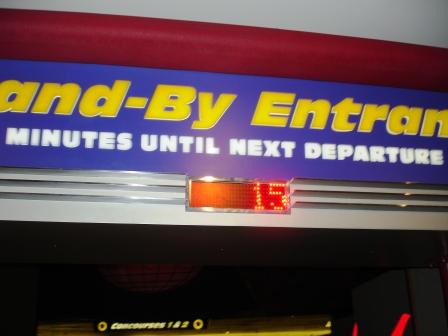 and-By Entran
MINUTES UNTIL NEXT DEPARTURE
15
CONCOURSES 1 & 2